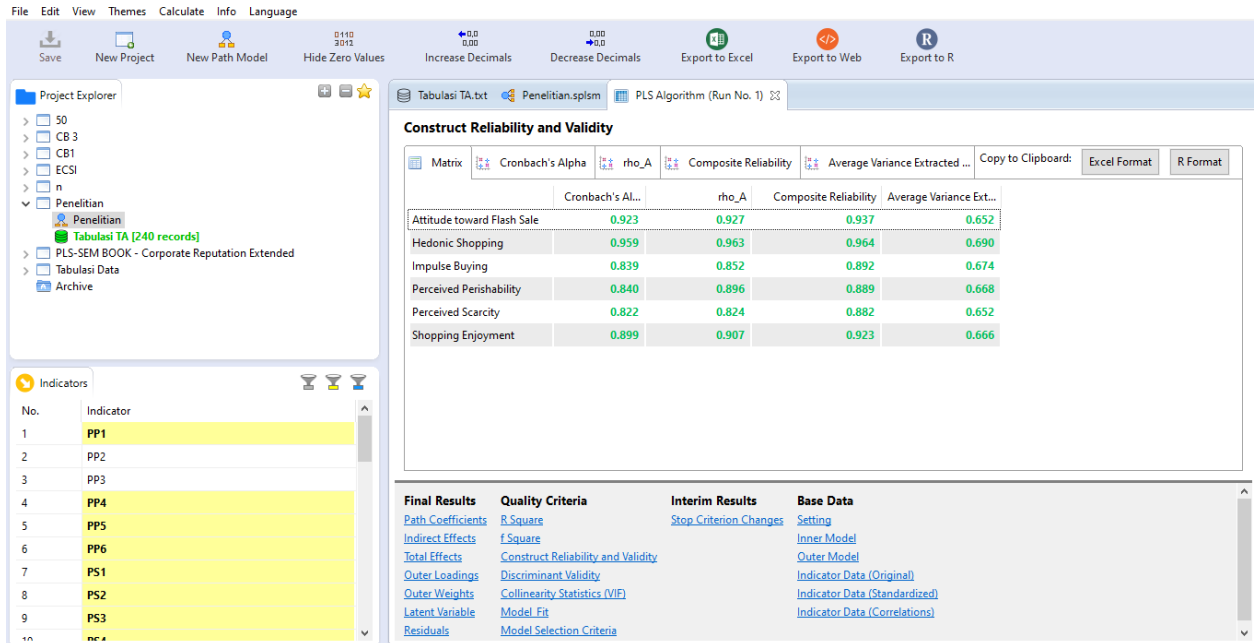 File Edit View Themes Calculate Info Language
Save New Project New Path Model Hide Zero Values Increase Decimals Decrease Decimals Export to Excel Export to Web Export to R
Project Explorer
50
CB 3
CB1
ECSI
n
Penelitian
Penelitian
Tabulasi TA [240 records]
PLS-SEM BOOK - Corporate Reputation Extended
Tabulasi Data
Archive
Indicators
No. Indicator
1 PP1
2 PP2
3 PP3
4 PP4
5 PP5
6 PP6
7 PS1
8 PS2
9 PS3
10 PS4
Tabulasi TA.txt Penelitian.splsm PLS Algorithm (Run No. 1)
Construct Reliability and Validity
Matrix Cronbach's Alpha rho_A Composite Reliability Average Variance Extracted ... Copy to Clipboard: Excel Format R Format
Cronbach's Al... rho_A Composite Reliability Average Variance Ext...
Attitude toward Flash Sale 0.923 0.927 0.937 0.652
Hedonic Shopping 0.959 0.963 0.964 0.690
Impulse Buying 0.839 0.852 0.892 0.674
Perceived Perishability 0.840 0.896 0.889 0.668
Perceived Scarcity 0.822 0.824 0.882 0.652
Shopping Enjoyment 0.899 0.907 0.923 0.666
Final Results Quality Criteria Interim Results Base Data
Path Coefficients R Square Stop Criterion Changes Setting
Indirect Effects f Square Inner Model
Total Effects Construct Reliability and Validity Outer Model
Outer Loadings Discriminant Validity Indicator Data (Original)
Outer Weights Collinearity Statistics (VIF) Indicator Data (Standardized)
Latent Variable Model_Fit Indicator Data (Correlations)
Residuals Model Selection Criteria